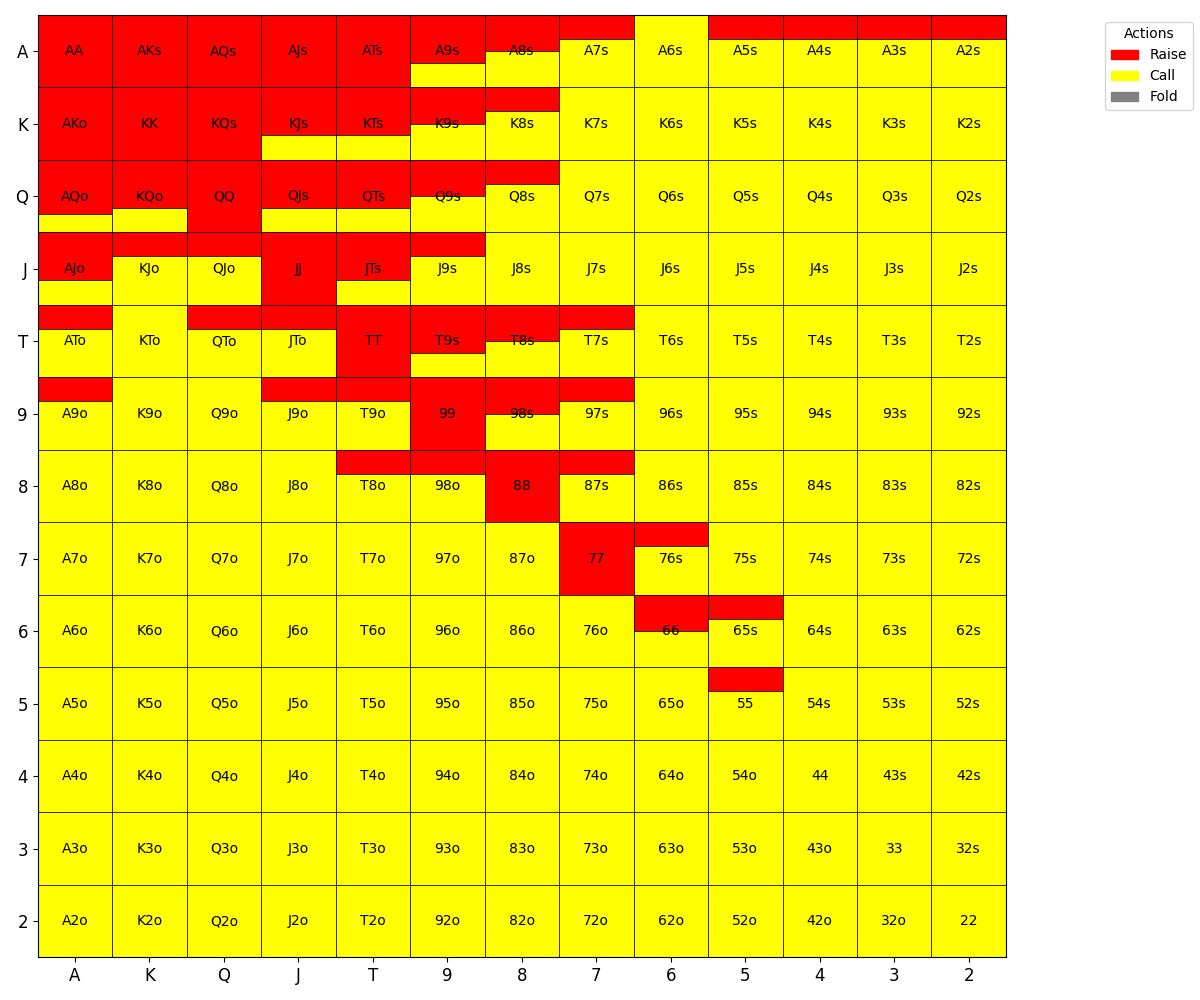 A AA AKs AQs AJs ATs A9s A8s A7s A6s A5s A4s A3s A2s
K AKo KK KQs KJs KTs K9s K8s K7s K6s K5s K4s K3s K2s
Q AQo KQo QQ QJs QTs Q9s Q8s Q7s Q6s Q5s Q4s Q3s Q2s
J AJo KJo QJo JJ JTs J9s J8s J7s J6s J5s J4s J3s J2s
T ATo KTo QTo JTo TT T9s T8s T7s T6s T5s T4s T3s T2s
9 A9o K9o Q9o J9o T9o 99 98s 97s 96s 95s 94s 93s 92s
8 A8o K8o Q8o J8o T8o 98o 88 87s 86s 85s 84s 83s 82s
7 A7o K7o Q7o J7o T7o 97o 87o 77 76s 75s 74s 73s 72s
6 A6o K6o Q6o J6o T6o 96o 86o 76o 66 65s 64s 63s 62s
5 A5o K5o Q5o J5o T5o 95o 85o 75o 65o 55 54s 53s 52s
4 A4o K4o Q4o J4o T4o 94o 84o 74o 64o 54o 44 43s 42s
3 A3o K3o Q3o J3o T3o 93o 83o 73o 63o 53o 43o 33 32s
2 A2o K2o Q2o J2o T2o 92o 82o 72o 62o 52o 42o 32o 22
A K Q J T 9 8 7 6 5 4 3 2
Actions
Raise
Call
Fold